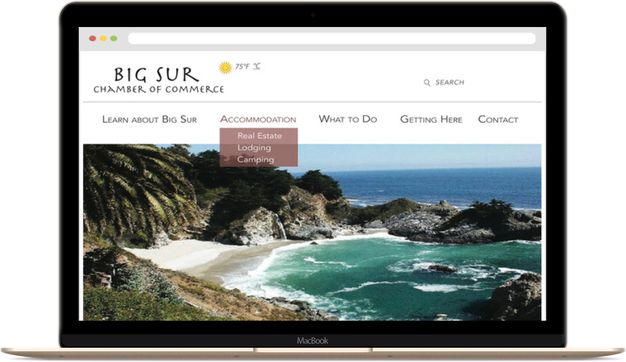 BIG SUR
CHAMBER OF COMMERCE
75°F °C
SEARCH
LEARN ABOUT BIG SUR ACCOMMODATION WHAT TO DO GETTING HERE CONTACT
Real Estate
Lodging
Camping
MacBook